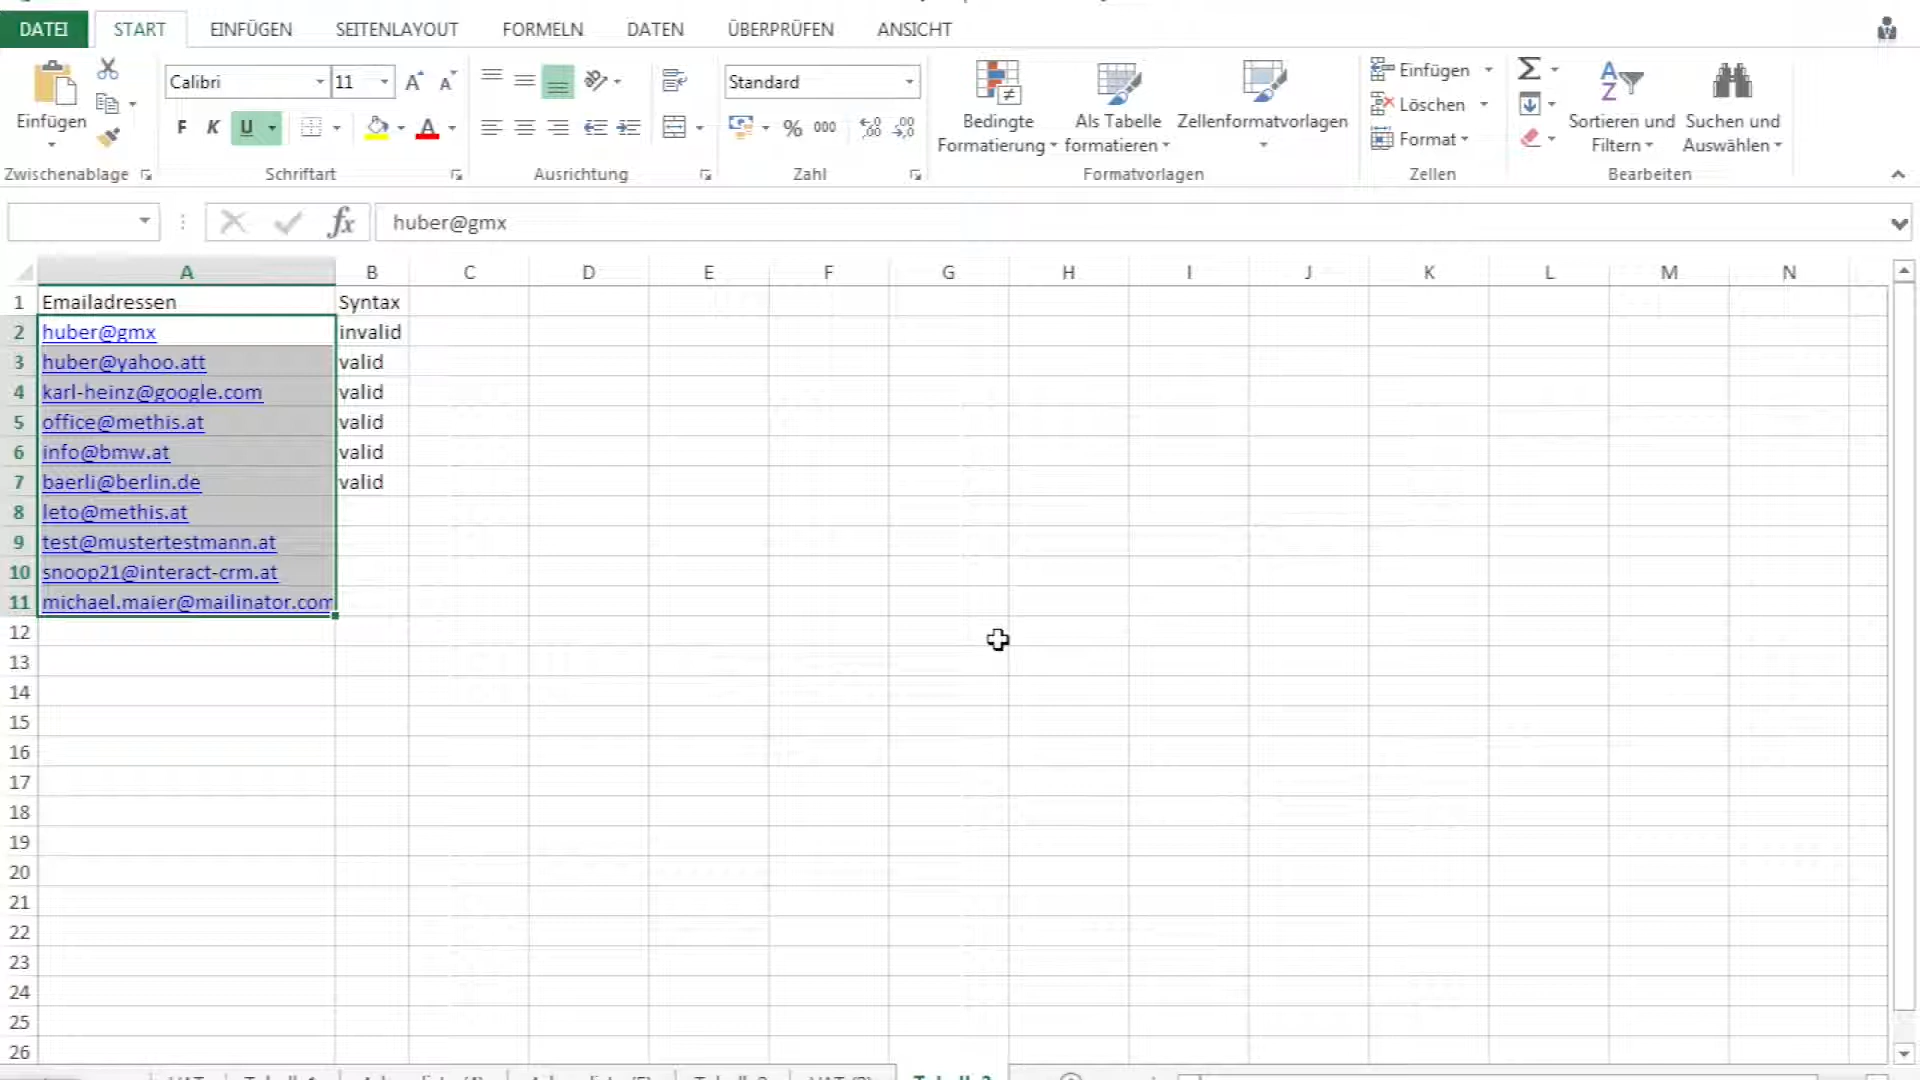 DATEI START EINFÜGEN SEITENLAYOUT FORMELN DATEN ÜBERPRÜFEN ANSICHT
Calibri 11 Standard
Einfügen
F K U
% 000
Bedingte Formatierung
Als Tabelle formatieren
Zellenformatvorlagen
Einfügen
Löschen
Format
Sortieren und Filtern
Suchen und Auswählen
Zwischenablage Schriftart Ausrichtung Zahl Formatvorlagen Zellen Bearbeiten
fx huber@gmx
A B C D E F G H I J K L M N
1 Emailadressen Syntax
2 huber@gmx invalid
3 huber@yahoo.att valid
4 karl-heinz@google.com valid
5 office@methis.at valid
6 info@bmw.at valid
7 baerli@berlin.de valid
8 leto@methis.at
9 test@mustertestmann.at
10 snoop21@interact-crm.at
11 michael.maier@mailinator.com
12
13
14
15
16
17
18
19
20
21
22
23
24
25
26